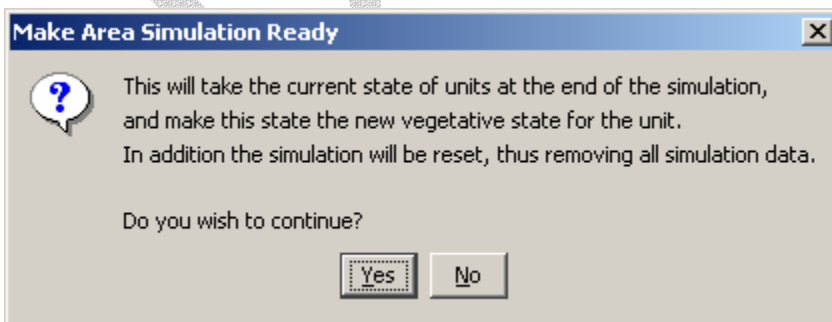 Make Area Simulation Ready
This will take the current state of units at the end of the simulation,
and make this state the new vegetative state for the unit.
In addition the simulation will be reset, thus removing all simulation data.
Do you wish to continue?
Yes No